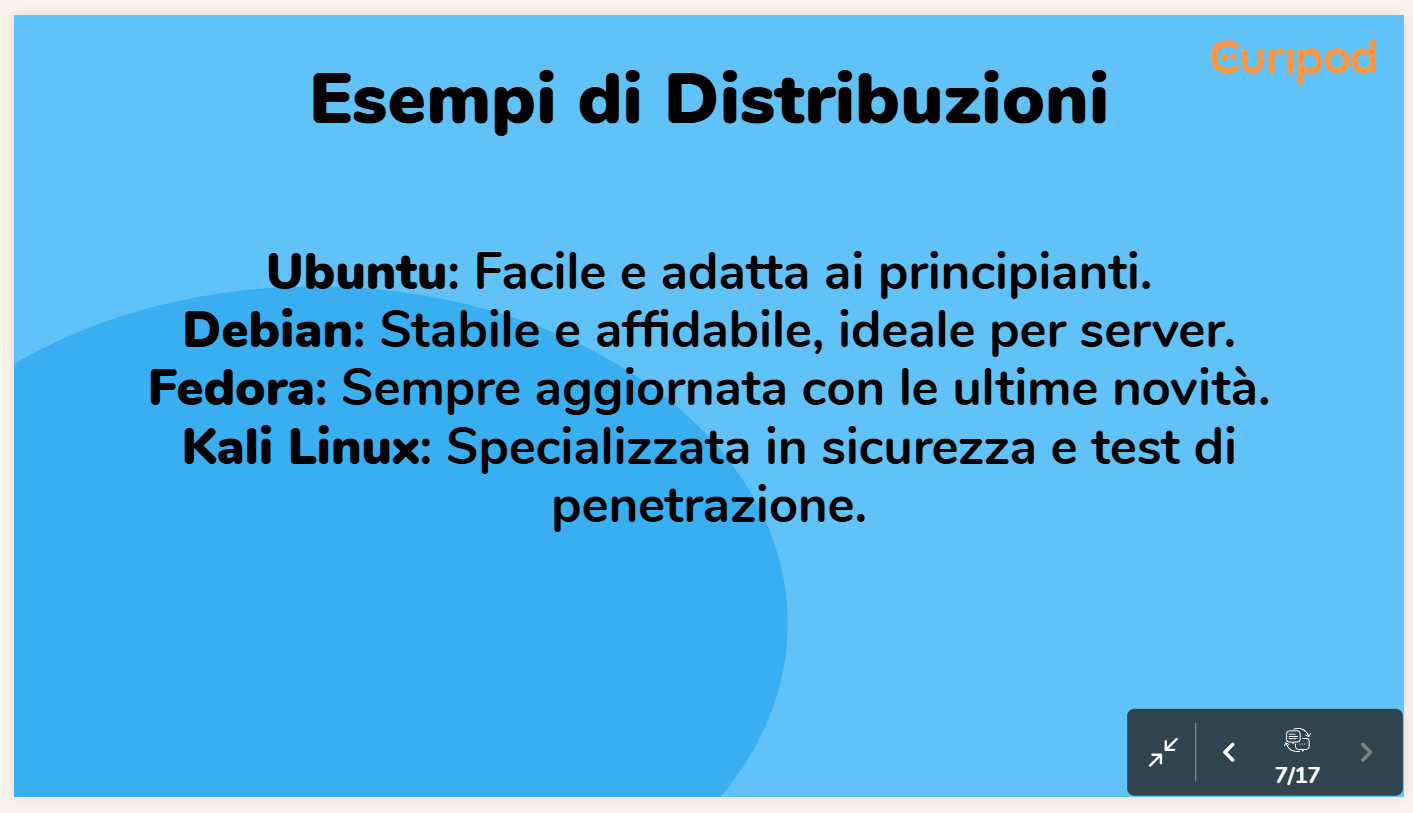 Curipod
Esempi di Distribuzioni
Ubuntu: Facile e adatta ai principianti.
Debian: Stabile e affidabile, ideale per server.
Fedora: Sempre aggiornata con le ultime novità.
Kali Linux: Specializzata in sicurezza e test di
penetrazione.
7/17